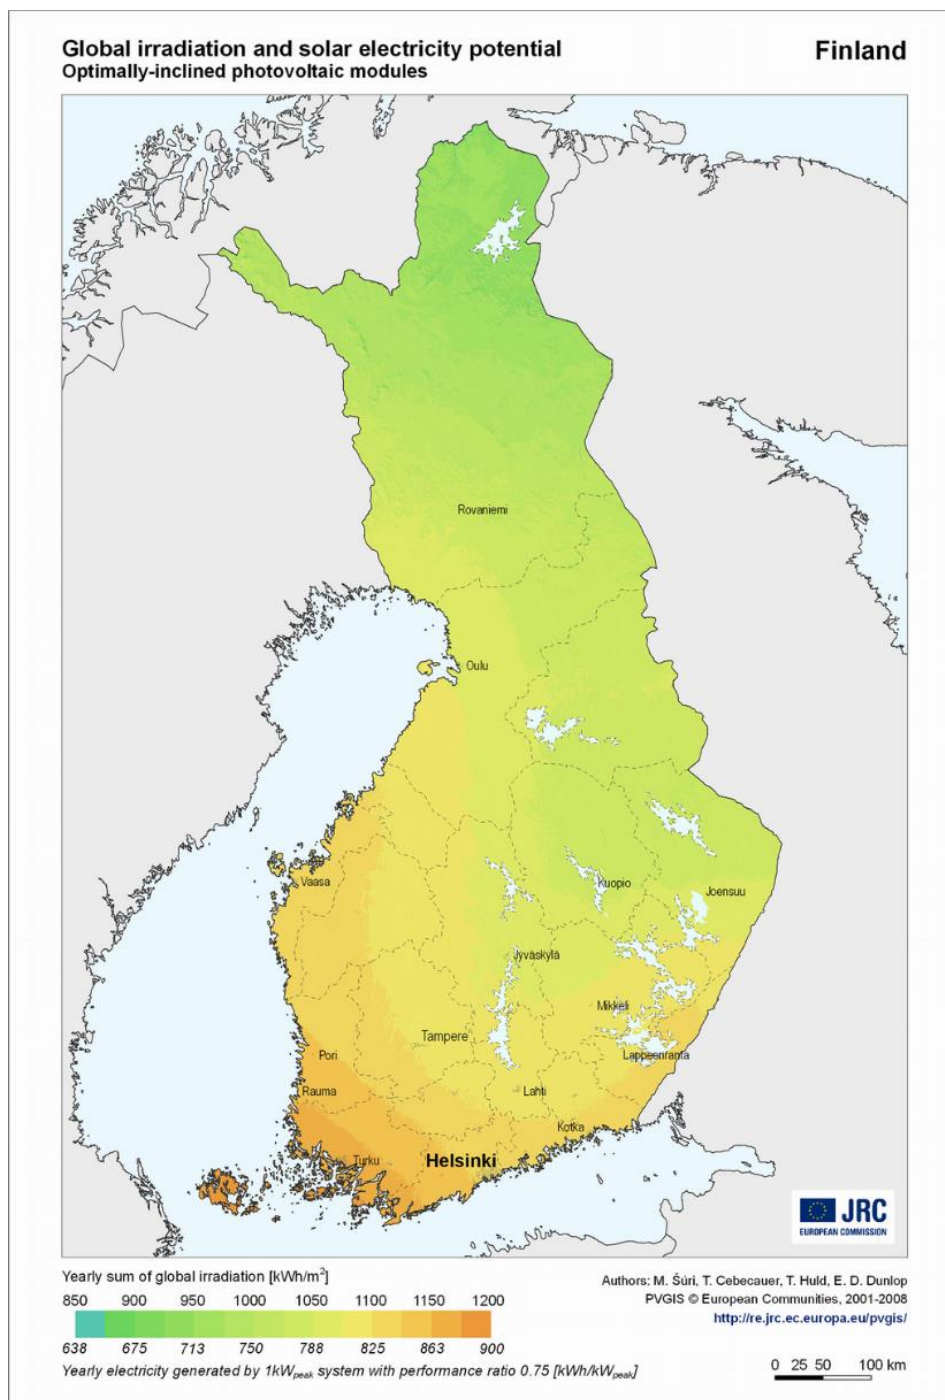 Global irradiation and solar electricity potential
Optimally-inclined photovoltaic modules
Finland
Rovaniemi
Oulu
Vaasa
Kuopio
Joensuu
Jyväskylä
Mikkeli
Tampere
Pori
Lappeenranta
Rauma
Lahti
Kotka
Turku
Helsinki
JRC
EUROPEAN COMMISSION
Yearly sum of global irradiation [kWh/m²]
850 900 950 1000 1050 1100 1150 1200
638 675 713 750 788 825 863 900
Yearly electricity generated by 1kWpeak system with performance ratio 0.75 [kWh/kWpeak]
Authors: M. Šúri, T. Cebecauer, T. Huld, E. D. Dunlop
PVGIS © European Communities, 2001-2008
http://re.jrc.ec.europa.eu/pvgis/
0 25 50 100 km